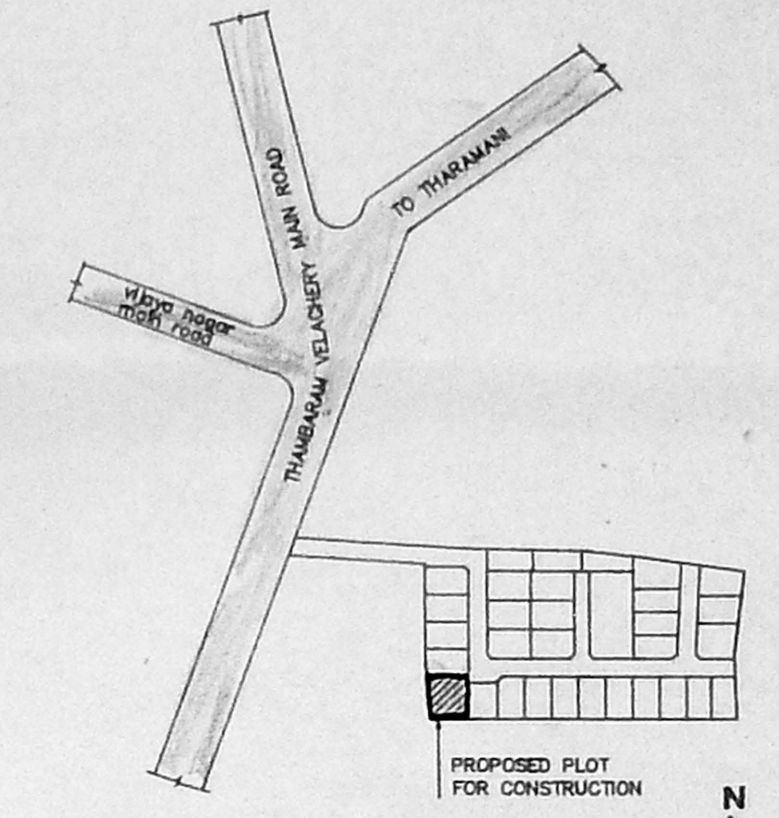 THAMBARAM VELACHERY MAIN ROAD
TO THARAMANI
vijaya nagar
main road
PROPOSED PLOT
FOR CONSTRUCTION
N